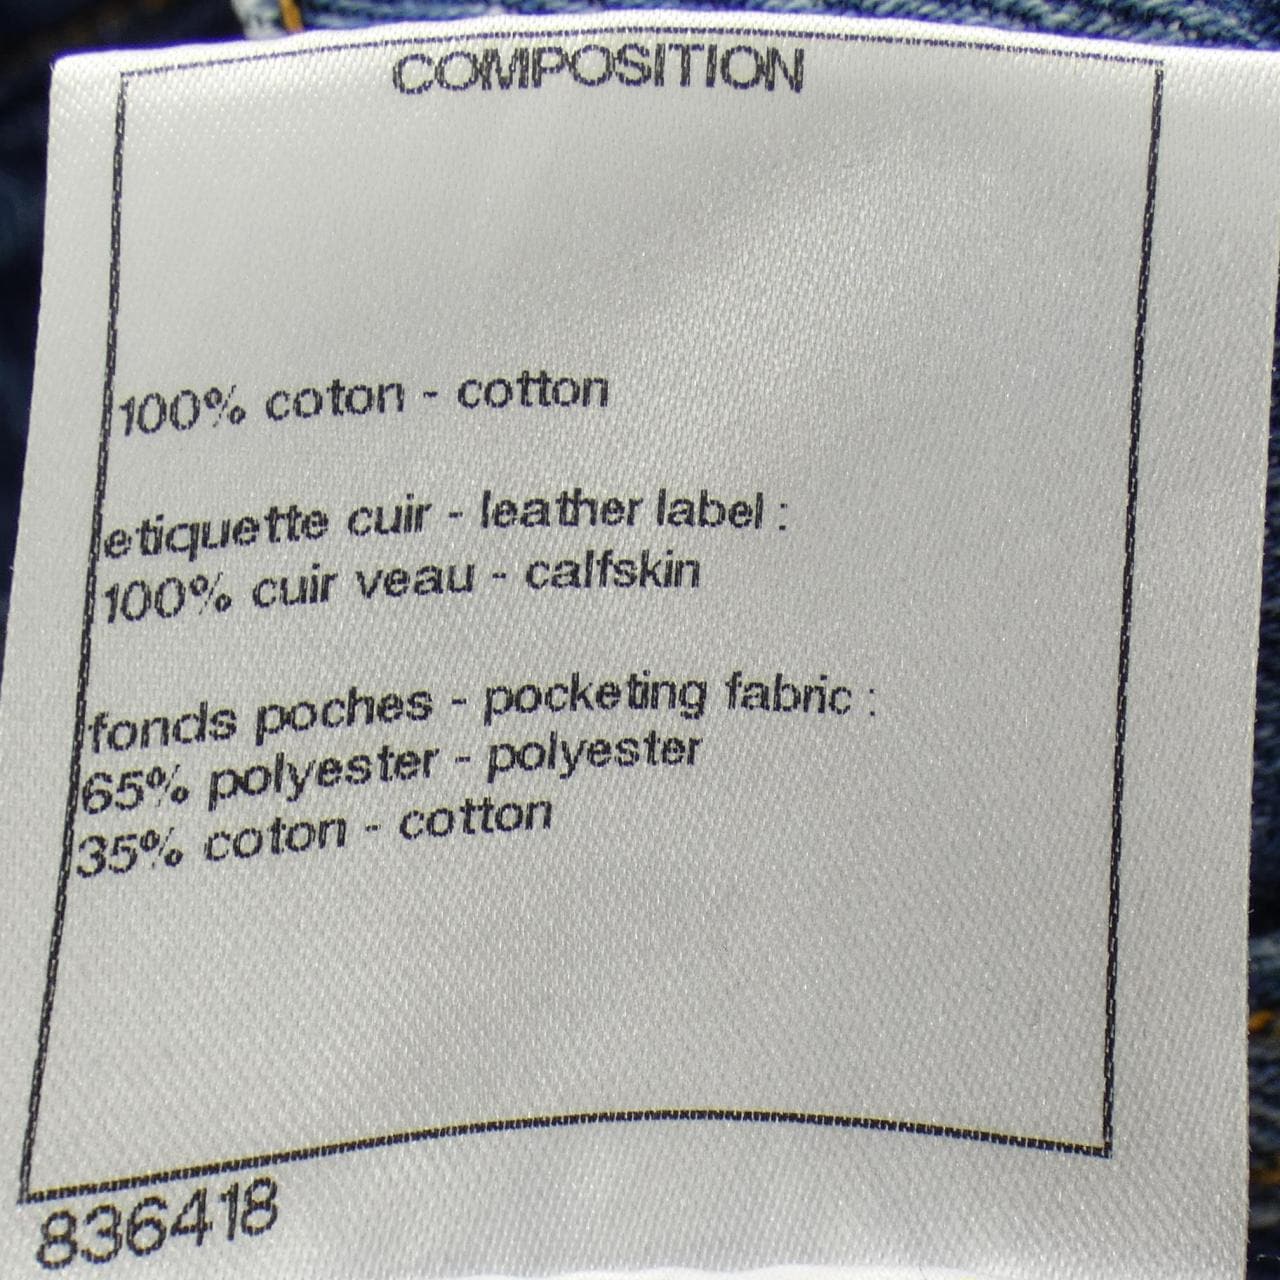 COMPOSITION
100% coton - cotton
etiquette cuir - leather label :
100% cuir veau - calfskin
fonds poches - pocketing fabric :
65% polyester - polyester
35% coton - cotton
836418